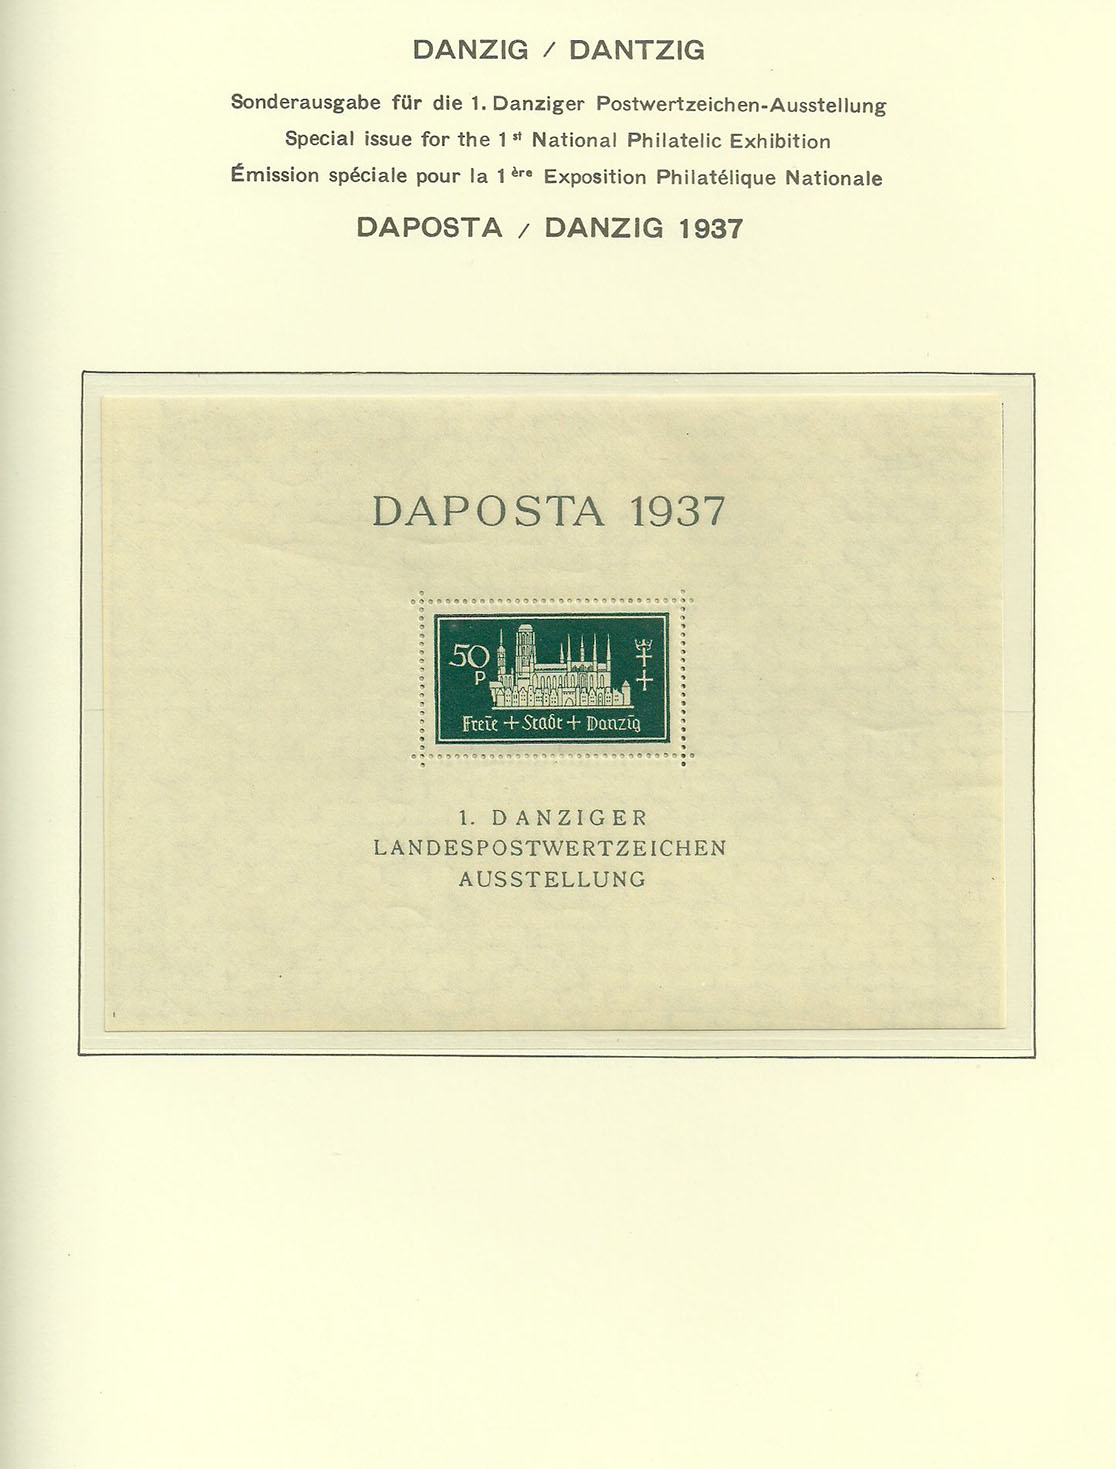 DANZIG / DANTZIG
Sonderausgabe für die 1. Danziger Postwertzeichen-Ausstellung
Special issue for the 1st National Philatelic Exhibition
Émission spéciale pour la 1ère Exposition Philatélique Nationale
DAPOSTA / DANZIG 1937
DAPOSTA 1937
50
P
Freie + Stadt + Danzig
1. DANZIGER
LANDESPOSTWERTZEICHEN
AUSSTELLUNG